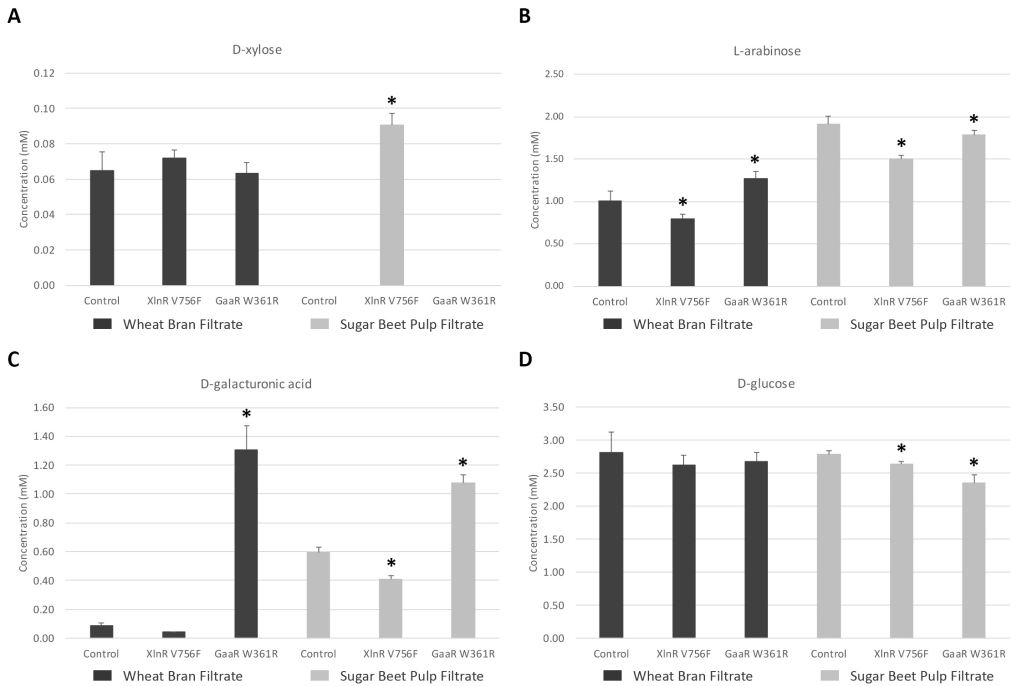 A
D-xylose
Concentration (mM)
0.12
0.10
0.08
0.06
0.04
0.02
0.00
*
Control XlnR V756F GaaR W361R Control XlnR V756F GaaR W361R
Wheat Bran Filtrate Sugar Beet Pulp Filtrate
B
L-arabinose
Concentration (mM)
2.50
2.00
1.50
1.00
0.50
0.00
* * * *
Control XlnR V756F GaaR W361R Control XlnR V756F GaaR W361R
Wheat Bran Filtrate Sugar Beet Pulp Filtrate
C
D-galacturonic acid
Concentration (mM)
1.60
1.40
1.20
1.00
0.80
0.60
0.40
0.20
0.00
* * *
Control XlnR V756F GaaR W361R Control XlnR V756F GaaR W361R
Wheat Bran Filtrate Sugar Beet Pulp Filtrate
D
D-glucose
Concentration (mM)
3.50
3.00
2.50
2.00
1.50
1.00
0.50
0.00
* *
Control XlnR V756F GaaR W361R Control XlnR V756F GaaR W361R
Wheat Bran Filtrate Sugar Beet Pulp Filtrate